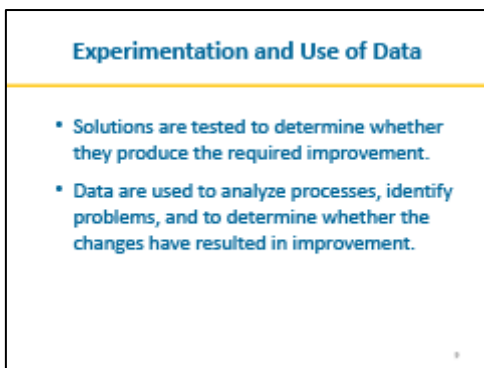 Experimentation and Use of Data
• Solutions are tested to determine whether
they produce the required improvement.
• Data are used to analyze processes, identify
problems, and to determine whether the
changes have resulted in improvement.